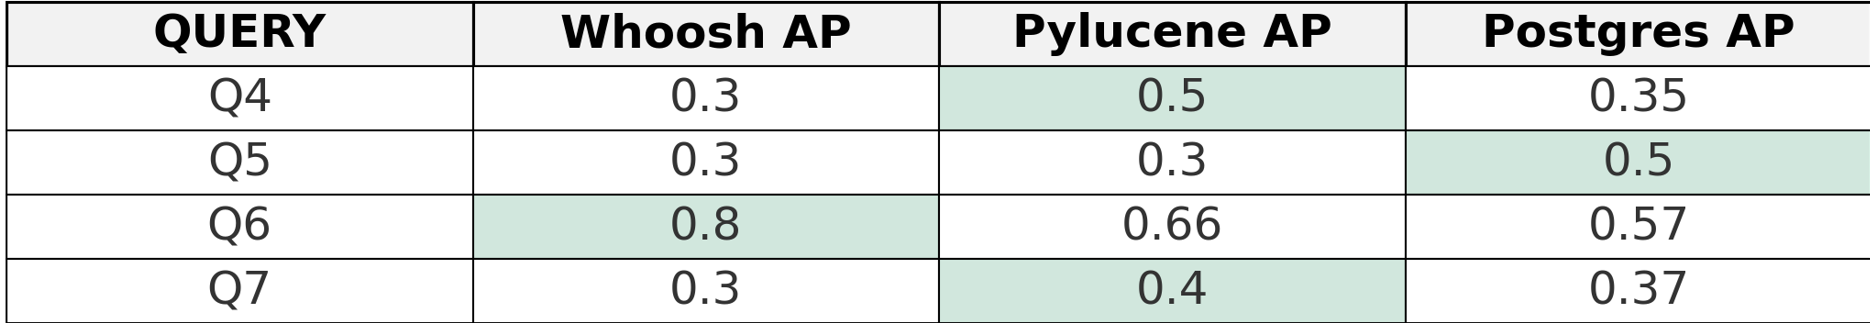 QUERY Whoosh AP Pylucene AP Postgres AP
Q4 0.3 0.5 0.35
Q5 0.3 0.3 0.5
Q6 0.8 0.66 0.57
Q7 0.3 0.4 0.37